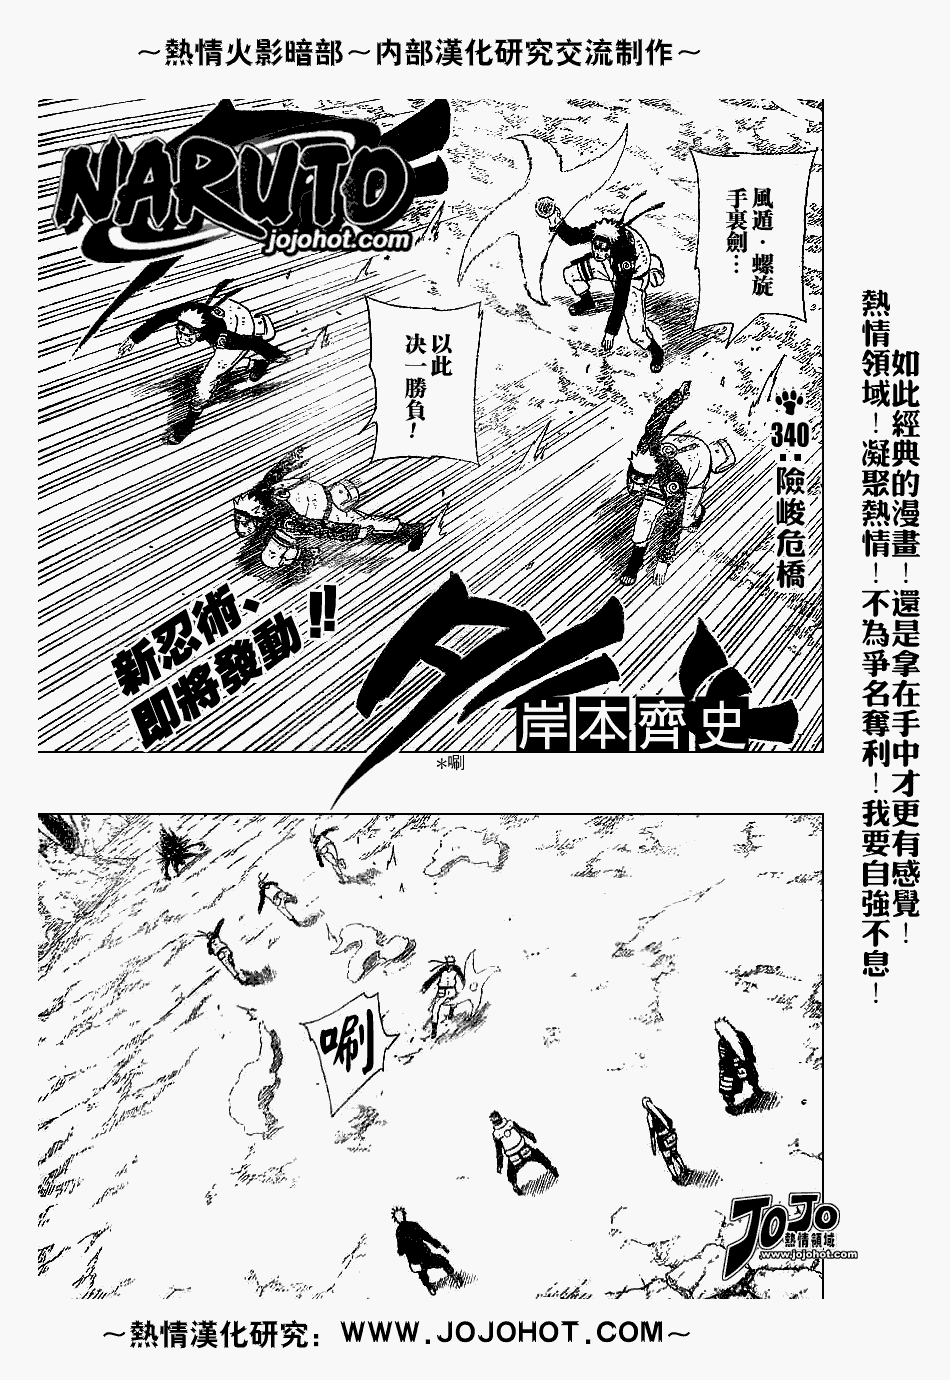 ～熱情火影暗部～内部漢化研究交流制作～
NARUTO
jojohot.com
風遁·螺旋
手裏劍…
以此
决一勝負！
340
險峻危橋
新忍術、
即將發動!!
岸本齊史
*唰
唰
如此經典的漫畫！還是拿在手中才更有感覺！
熱情領域！凝聚熱情！不為爭名奪利！我要自強不息！
JOJO
熱情領域
www.jojohot.com
～熱情漢化研究：WWW.JOJOHOT.COM～